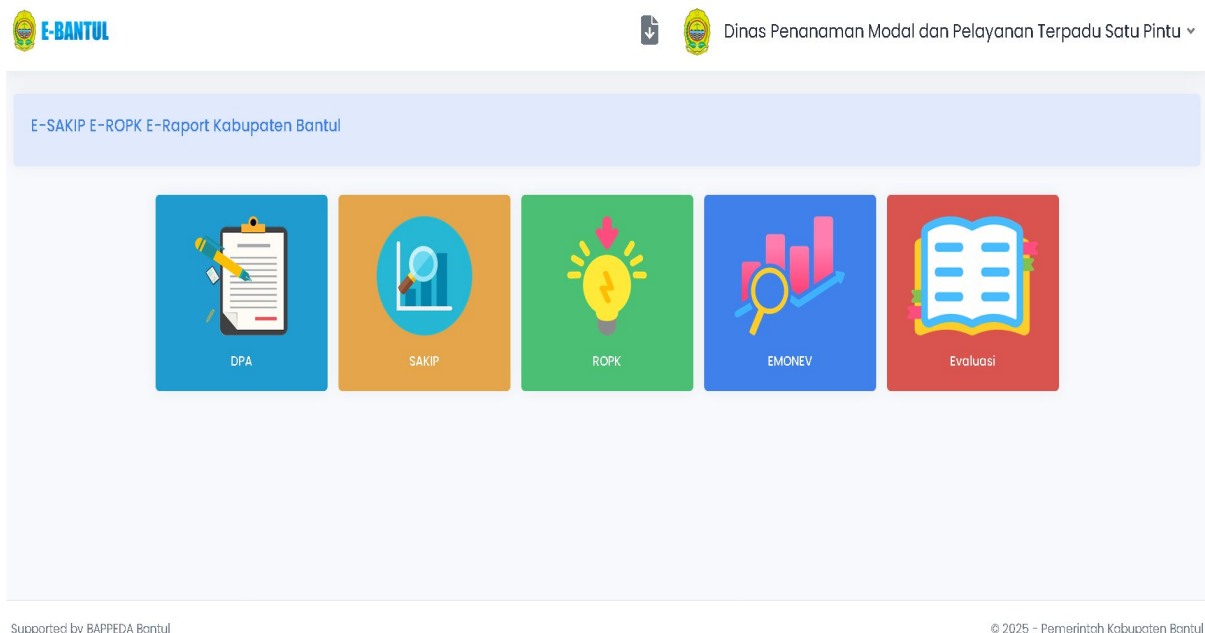 E-BANTUL
Dinas Penanaman Modal dan Pelayanan Terpadu Satu Pintu
E-SAKIP E-ROPK E-Raport Kabupaten Bantul
DPA
SAKIP
ROPK
EMONEV
Evaluasi
Supported by BAPPEDA Bantul
© 2025 - Pemerintah Kabupaten Bantul